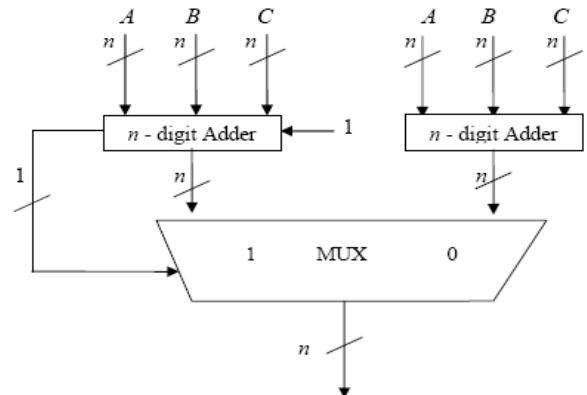 A B C A B C
n n n n n n
n - digit Adder 1 n - digit Adder
1 n n
1 MUX 0
n